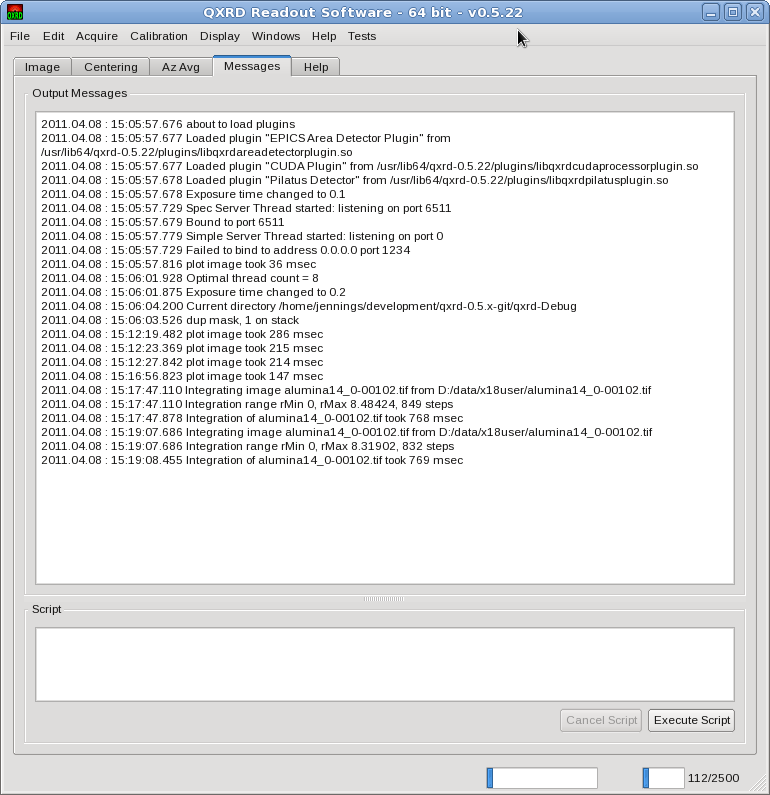 QXRD Readout Software - 64 bit - v0.5.22
File Edit Acquire Calibration Display Windows Help Tests
Image Centering Az Avg Messages Help
Output Messages
2011.04.08 : 15:05:57.676 about to load plugins
2011.04.08 : 15:05:57.677 Loaded plugin "EPICS Area Detector Plugin" from
/usr/lib64/qxrd-0.5.22/plugins/libqxrdareadetectorplugin.so
2011.04.08 : 15:05:57.677 Loaded plugin "CUDA Plugin" from /usr/lib64/qxrd-0.5.22/plugins/libqxrdcudaprocessorplugin.so
2011.04.08 : 15:05:57.678 Loaded plugin "Pilatus Detector" from /usr/lib64/qxrd-0.5.22/plugins/libqxrdpilatusplugin.so
2011.04.08 : 15:05:57.678 Exposure time changed to 0.1
2011.04.08 : 15:05:57.729 Spec Server Thread started: listening on port 6511
2011.04.08 : 15:05:57.679 Bound to port 6511
2011.04.08 : 15:05:57.779 Simple Server Thread started: listening on port 0
2011.04.08 : 15:05:57.729 Failed to bind to address 0.0.0.0 port 1234
2011.04.08 : 15:05:57.816 plot image took 36 msec
2011.04.08 : 15:06:01.928 Optimal thread count = 8
2011.04.08 : 15:06:01.875 Exposure time changed to 0.2
2011.04.08 : 15:06:04.200 Current directory /home/jennings/development/qxrd-0.5.x-git/qxrd-Debug
2011.04.08 : 15:06:03.526 dup mask, 1 on stack
2011.04.08 : 15:12:19.482 plot image took 286 msec
2011.04.08 : 15:12:23.369 plot image took 215 msec
2011.04.08 : 15:12:27.842 plot image took 214 msec
2011.04.08 : 15:16:56.823 plot image took 147 msec
2011.04.08 : 15:17:47.110 Integrating image alumina14_0-00102.tif from D:/data/x18user/alumina14_0-00102.tif
2011.04.08 : 15:17:47.110 Integration range rMin 0, rMax 8.48424, 849 steps
2011.04.08 : 15:17:47.878 Integration of alumina14_0-00102.tif took 768 msec
2011.04.08 : 15:19:07.686 Integrating image alumina14_0-00102.tif from D:/data/x18user/alumina14_0-00102.tif
2011.04.08 : 15:19:07.686 Integration range rMin 0, rMax 8.31902, 832 steps
2011.04.08 : 15:19:08.455 Integration of alumina14_0-00102.tif took 769 msec
Script
Cancel Script Execute Script
112/2500